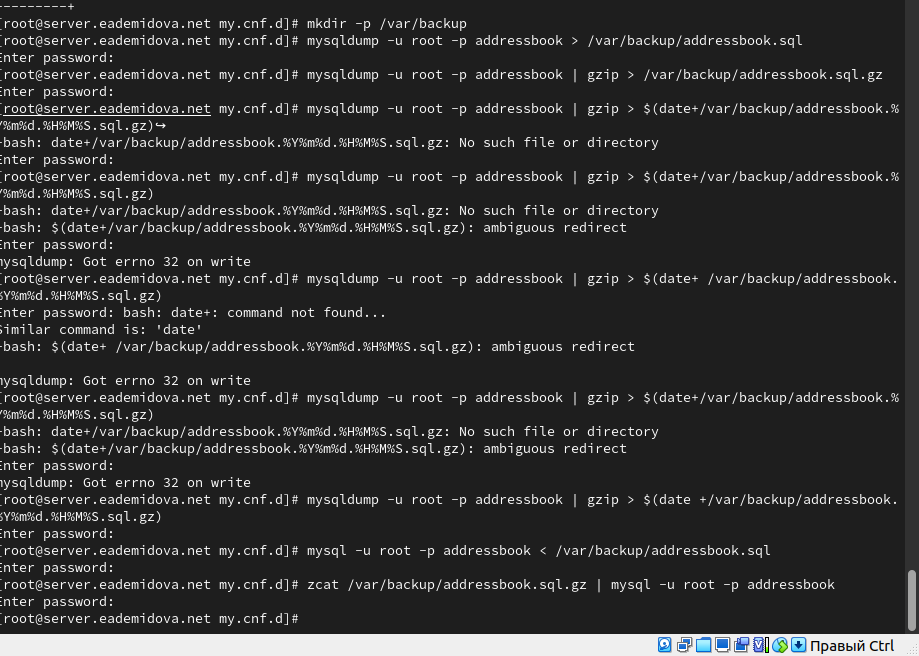 ---------+
[root@server.eademidova.net my.cnf.d]# mkdir -p /var/backup
[root@server.eademidova.net my.cnf.d]# mysqldump -u root -p addressbook > /var/backup/addressbook.sql
Enter password:
[root@server.eademidova.net my.cnf.d]# mysqldump -u root -p addressbook | gzip > /var/backup/addressbook.sql.gz
Enter password:
[root@server.eademidova.net my.cnf.d]# mysqldump -u root -p addressbook | gzip > $(date+/var/backup/addressbook.%
Y%m%d.%H%M%S.sql.gz)↪
-bash: date+/var/backup/addressbook.%Y%m%d.%H%M%S.sql.gz: No such file or directory
Enter password:
[root@server.eademidova.net my.cnf.d]# mysqldump -u root -p addressbook | gzip > $(date+/var/backup/addressbook.%
Y%m%d.%H%M%S.sql.gz)
-bash: date+/var/backup/addressbook.%Y%m%d.%H%M%S.sql.gz: No such file or directory
-bash: $(date+/var/backup/addressbook.%Y%m%d.%H%M%S.sql.gz): ambiguous redirect
Enter password:
mysqldump: Got errno 32 on write
[root@server.eademidova.net my.cnf.d]# mysqldump -u root -p addressbook | gzip > $(date+ /var/backup/addressbook.
%Y%m%d.%H%M%S.sql.gz)
Enter password: bash: date+: command not found...
Similar command is: 'date'
-bash: $(date+ /var/backup/addressbook.%Y%m%d.%H%M%S.sql.gz): ambiguous redirect
mysqldump: Got errno 32 on write
[root@server.eademidova.net my.cnf.d]# mysqldump -u root -p addressbook | gzip > $(date+/var/backup/addressbook.%
Y%m%d.%H%M%S.sql.gz)
-bash: date+/var/backup/addressbook.%Y%m%d.%H%M%S.sql.gz: No such file or directory
-bash: $(date+/var/backup/addressbook.%Y%m%d.%H%M%S.sql.gz): ambiguous redirect
Enter password:
mysqldump: Got errno 32 on write
[root@server.eademidova.net my.cnf.d]# mysqldump -u root -p addressbook | gzip > $(date +/var/backup/addressbook.
%Y%m%d.%H%M%S.sql.gz)
Enter password:
[root@server.eademidova.net my.cnf.d]# mysql -u root -p addressbook < /var/backup/addressbook.sql
Enter password:
[root@server.eademidova.net my.cnf.d]# zcat /var/backup/addressbook.sql.gz | mysql -u root -p addressbook
Enter password:
[root@server.eademidova.net my.cnf.d]#
Правый Ctrl